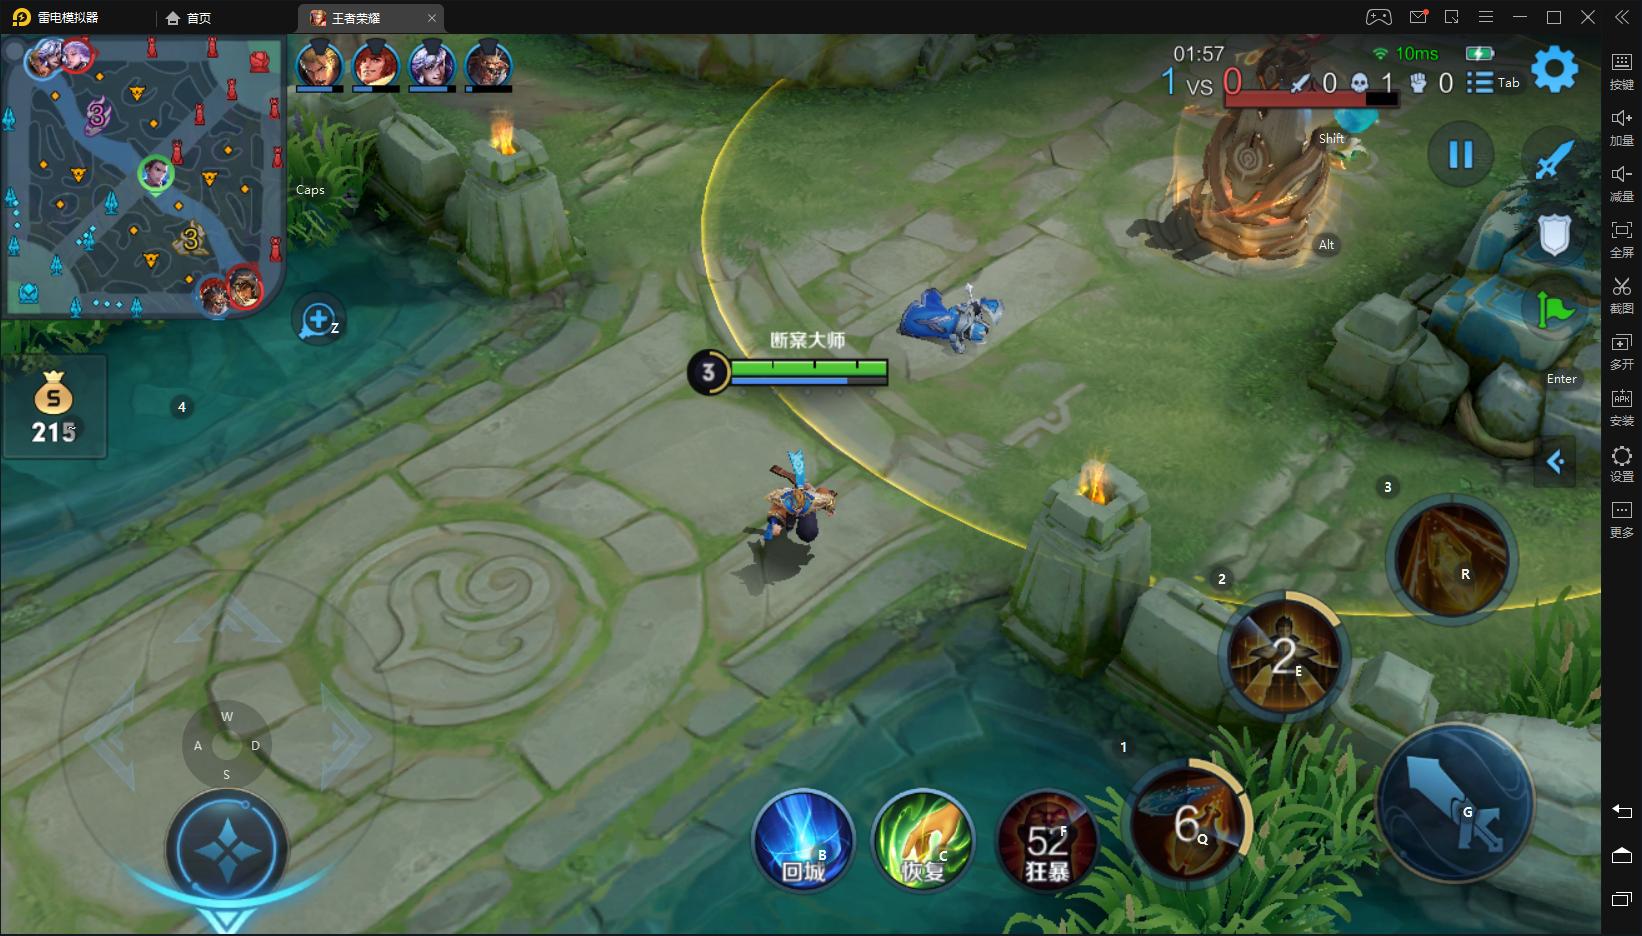 雷电模拟器
首页
王者荣耀
01:57
10ms
1 VS 0
0
1
0
Tab
按键
加量
减量
全屏
截图
多开
安装
设置
更多
3
3
Caps
Shift
Alt
Z
Enter
215
~
4
断案大师
3
3
R
2
2
E
1
6
Q
G
W
A
D
S
B
回城
C
恢复
52
F
狂暴